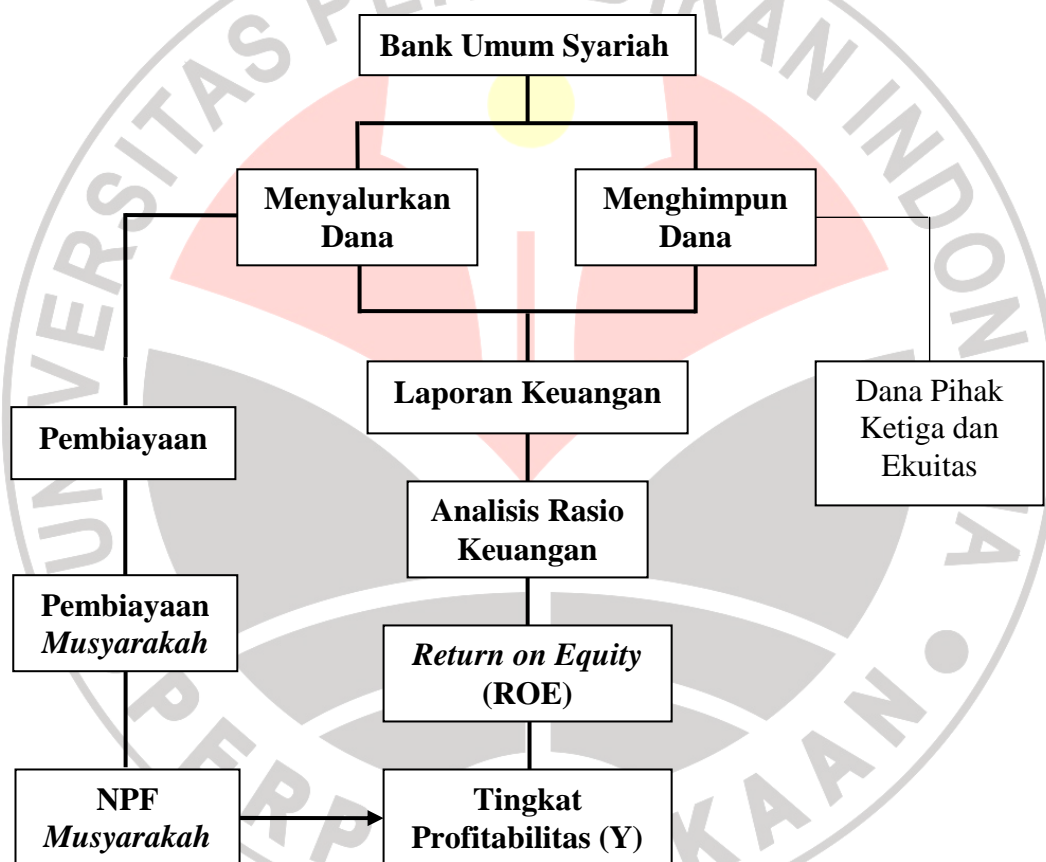 Bank Umum Syariah
Menyalurkan
Dana
Menghimpun
Dana
Laporan Keuangan
Dana Pihak
Ketiga dan
Ekuitas
Pembiayaan
Analisis Rasio
Keuangan
Pembiayaan
Musyarakah
Return on Equity
(ROE)
NPF
Musyarakah
Tingkat
Profitabilitas (Y)